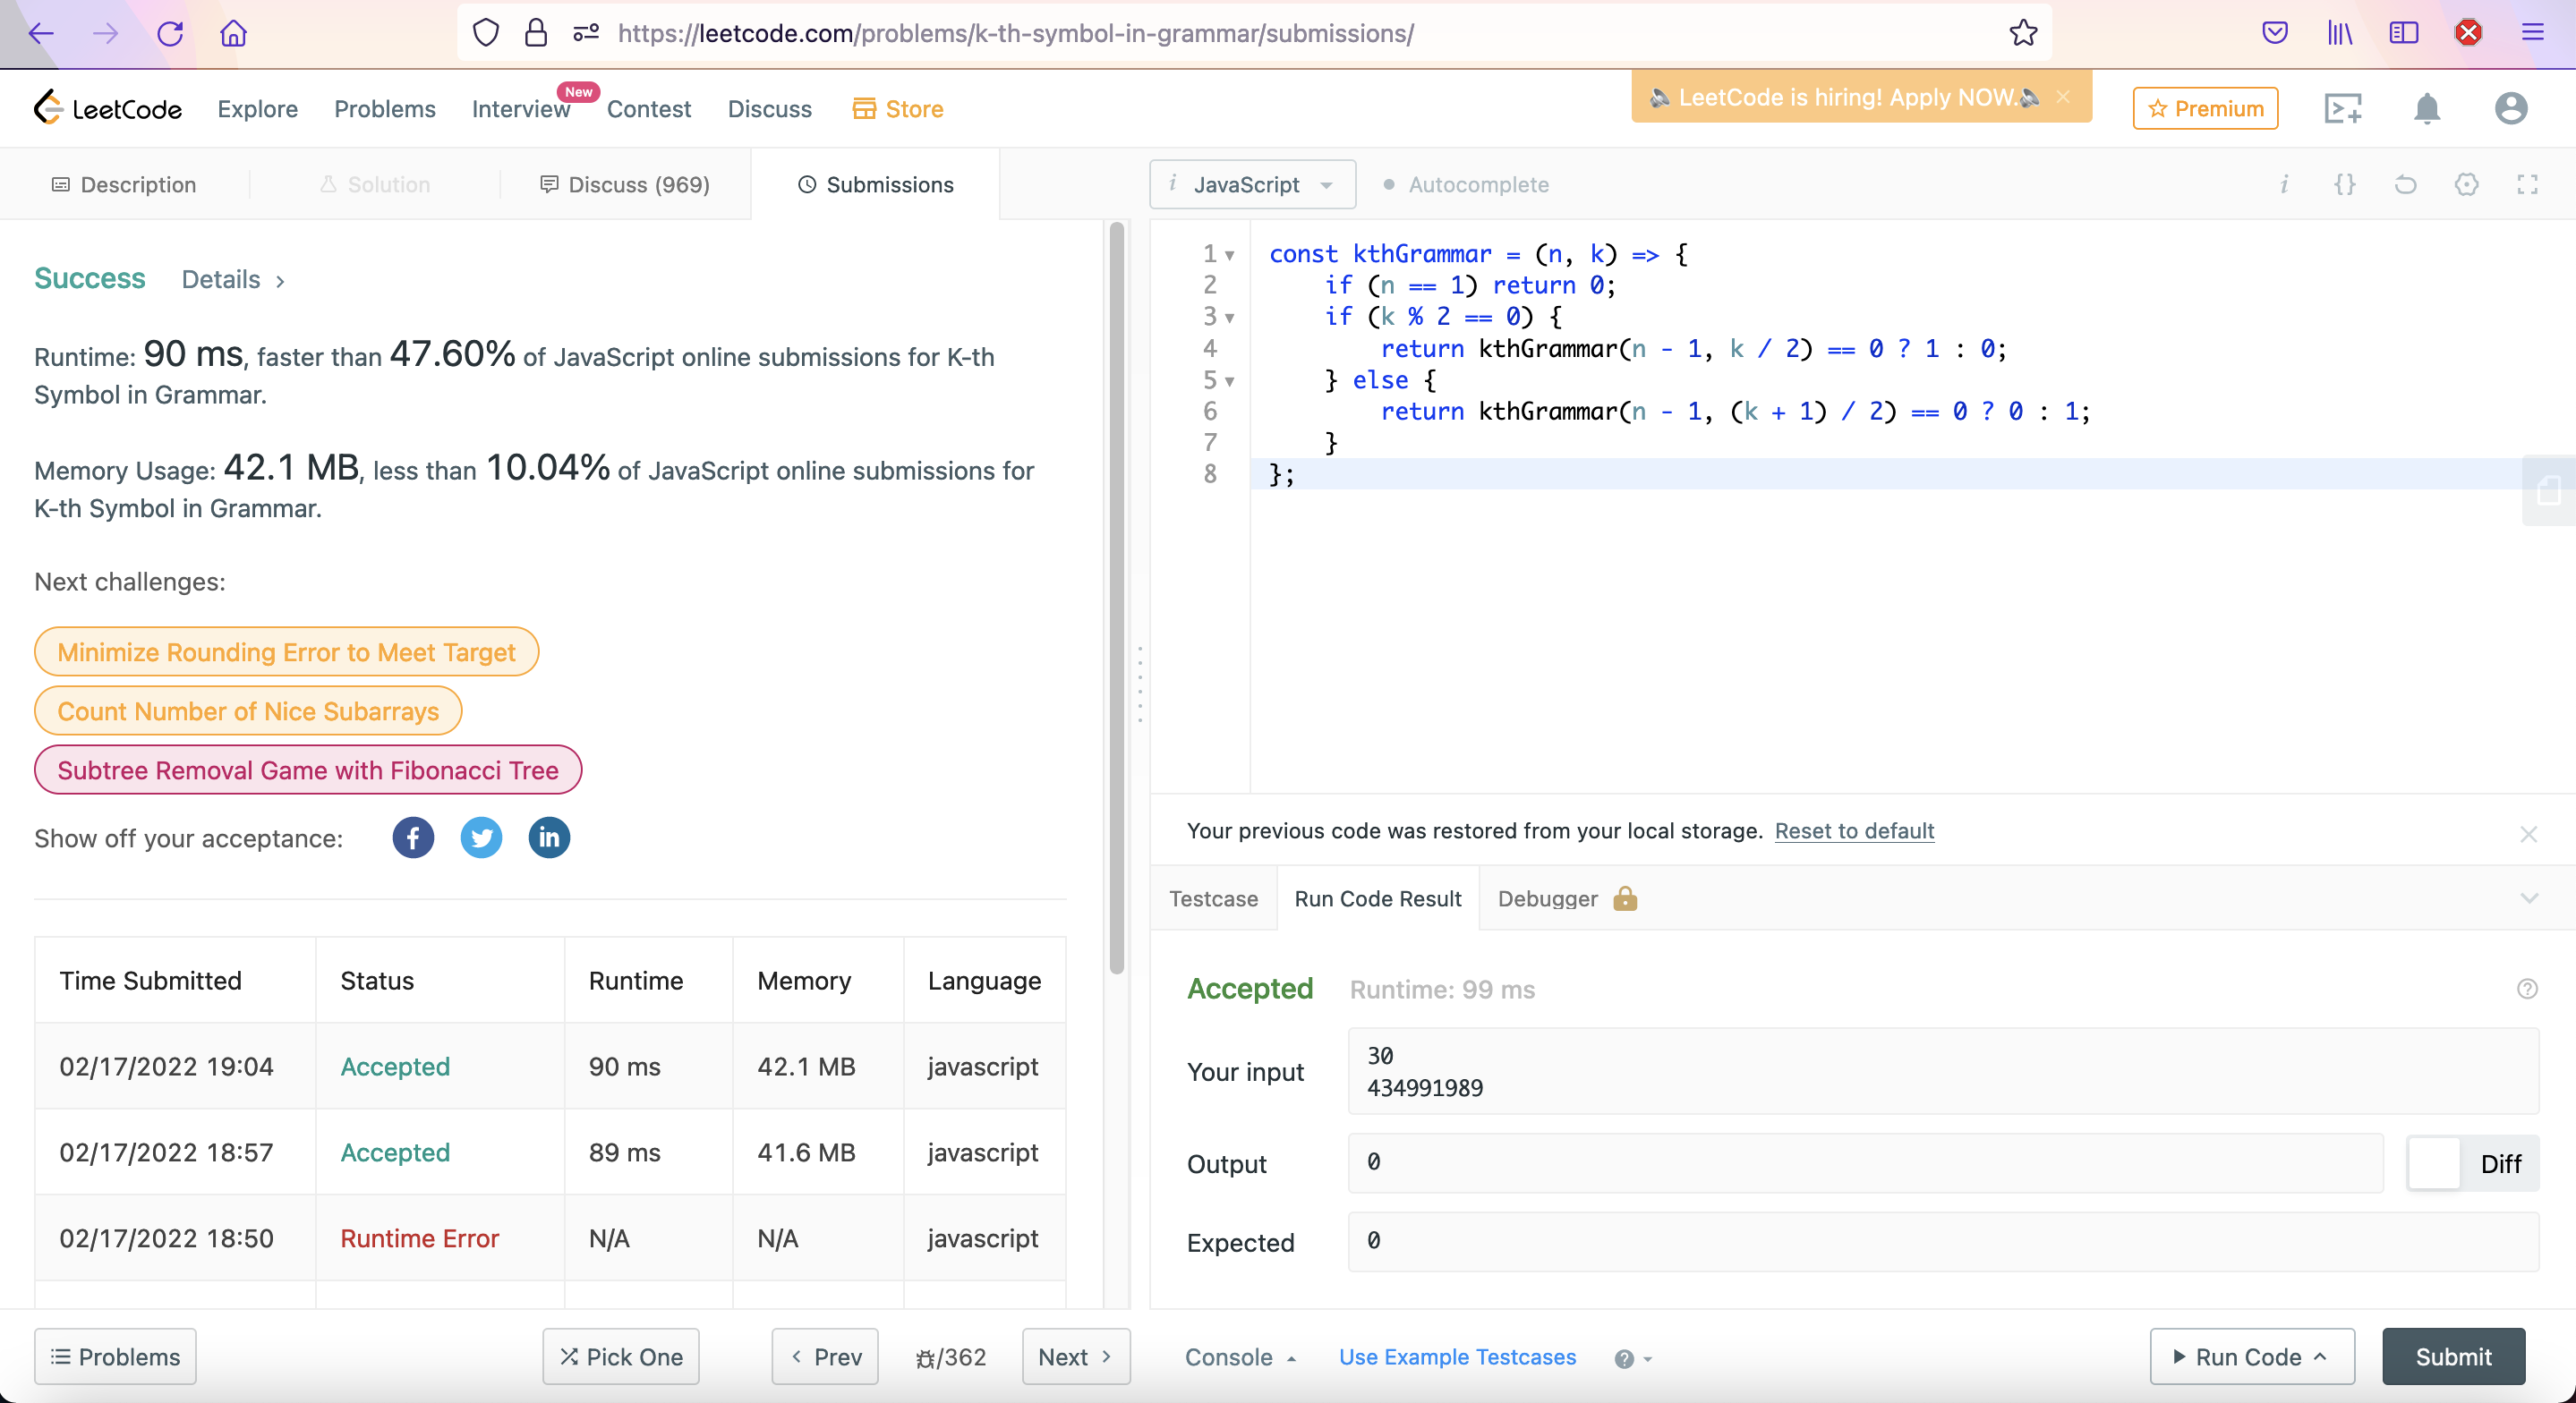 https://leetcode.com/problems/k-th-symbol-in-grammar/submissions/
LeetCode Explore Problems Interview New Contest Discuss Store LeetCode is hiring! Apply NOW. × Premium
Description Solution Discuss (969) Submissions
Success Details >
Runtime: 90 ms, faster than 47.60% of JavaScript online submissions for K-th
Symbol in Grammar.
Memory Usage: 42.1 MB, less than 10.04% of JavaScript online submissions for
K-th Symbol in Grammar.
Next challenges:
Minimize Rounding Error to Meet Target
Count Number of Nice Subarrays
Subtree Removal Game with Fibonacci Tree
Show off your acceptance: f in
Time Submitted Status Runtime Memory Language
02/17/2022 19:04 Accepted 90 ms 42.1 MB javascript
02/17/2022 18:57 Accepted 89 ms 41.6 MB javascript
02/17/2022 18:50 Runtime Error N/A N/A javascript
Problems Pick One < Prev /362 Next >
i JavaScript Autocomplete i {}
1 const kthGrammar = (n, k) => {
2 if (n == 1) return 0;
3 if (k % 2 == 0) {
4 return kthGrammar(n - 1, k / 2) == 0 ? 1 : 0;
5 } else {
6 return kthGrammar(n - 1, (k + 1) / 2) == 0 ? 0 : 1;
7 }
8 };
Your previous code was restored from your local storage. Reset to default
Testcase Run Code Result Debugger
Accepted Runtime: 99 ms
Your input
30
434991989
Output 0 Diff
Expected 0
Console Use Example Testcases ? Run Code Submit